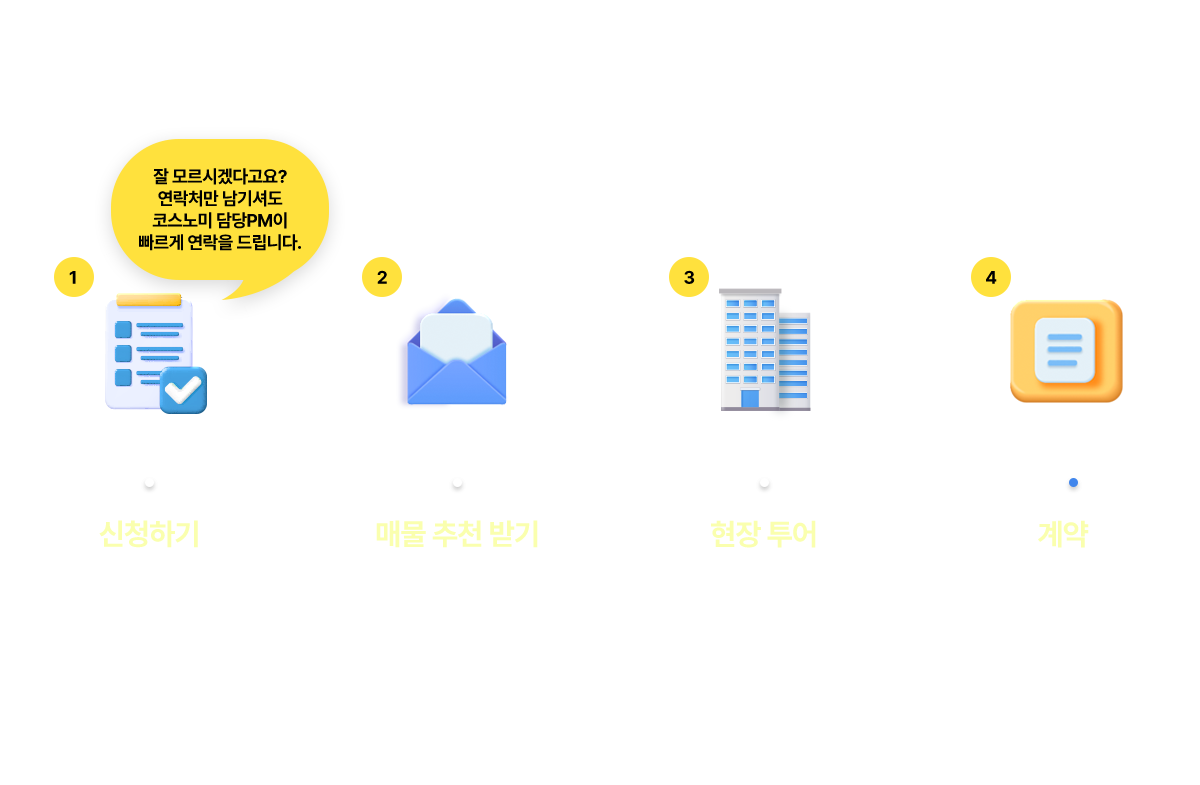 잘 모르시겠다고요?
연락처만 남기셔도
코스노미 담당PM이
빠르게 연락을 드립니다.
1
2
3
4
신청하기
매물 추천 받기
현장 투어
계약